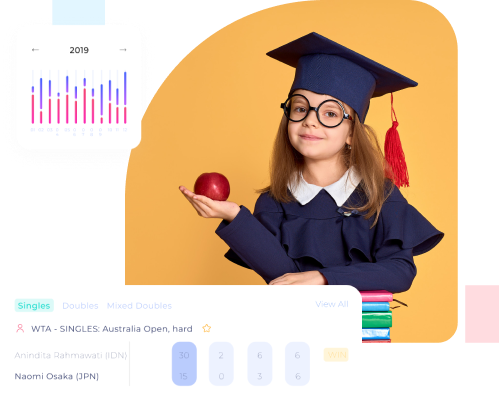 ← 2019 →
Singles Doubles Mixed Doubles View All
WTA - SINGLES: Australia Open, hard
Anindita Rahmawati (IDN) 30 2 6 6 WIN
Naomi Osaka (JPN) 15 0 3 6